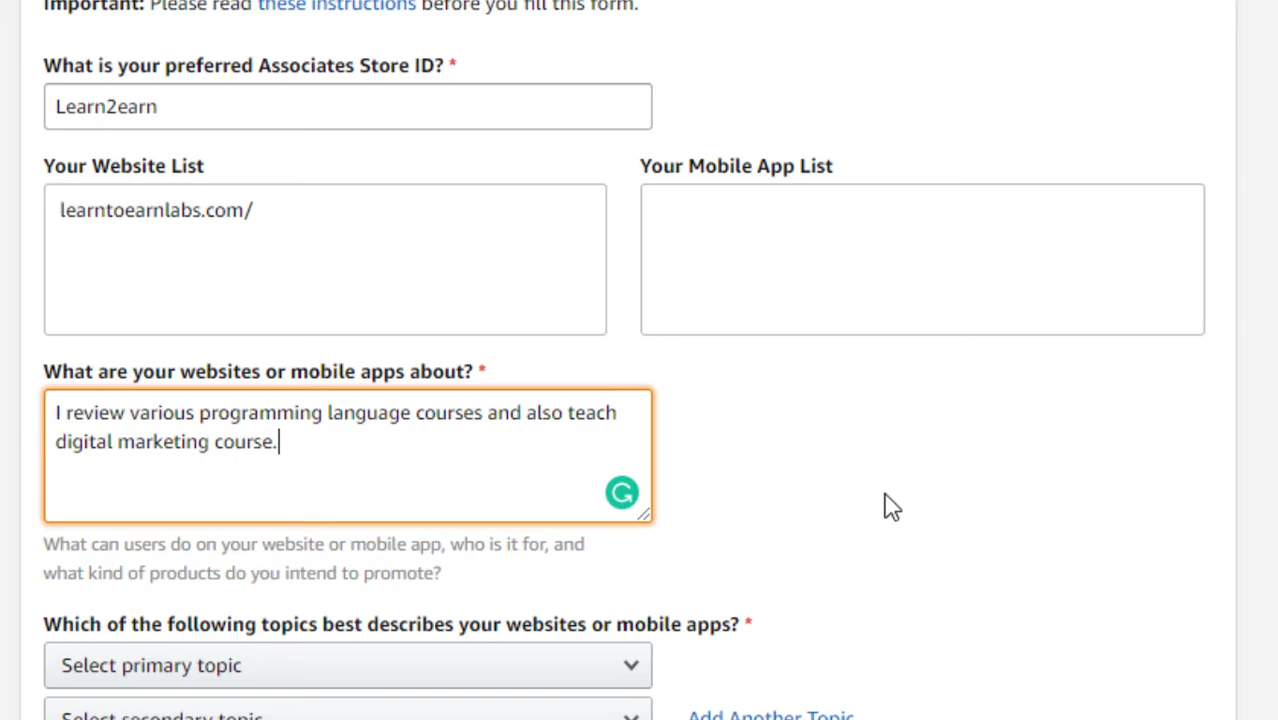 Important: Please read these instructions before you fill this form.
What is your preferred Associates Store ID? *
Learn2earn
Your Website List
Your Mobile App List
learntoearnlabs.com/
What are your websites or mobile apps about? *
I review various programming language courses and also teach
digital marketing course.
What can users do on your website or mobile app, who is it for, and
what kind of products do you intend to promote?
Which of the following topics best describes your websites or mobile apps? *
Select primary topic
Select secondary topic
Add Another Topic